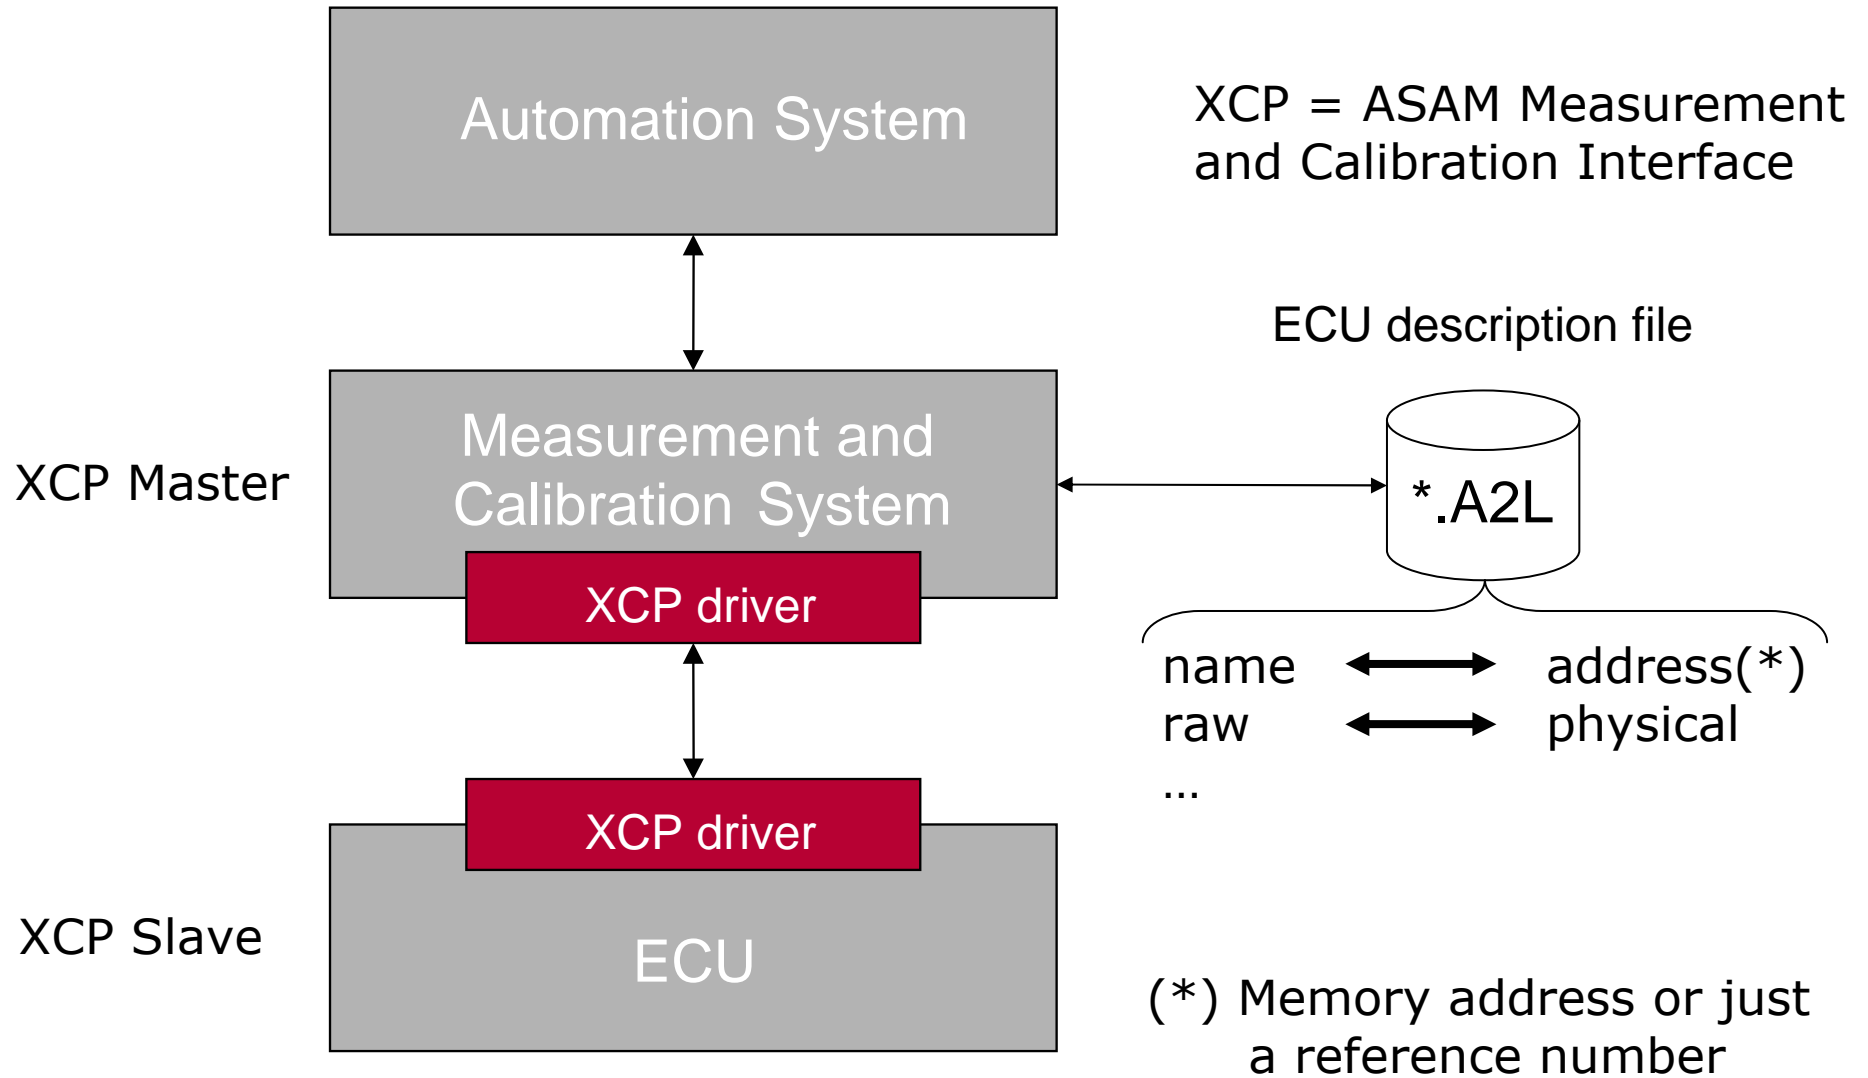 Automation System
XCP = ASAM Measurement
and Calibration Interface
ECU description file
XCP Master
Measurement and
Calibration System
*.A2L
XCP driver
name address(*)
raw physical
...
XCP driver
XCP Slave
ECU
(*) Memory address or just
a reference number